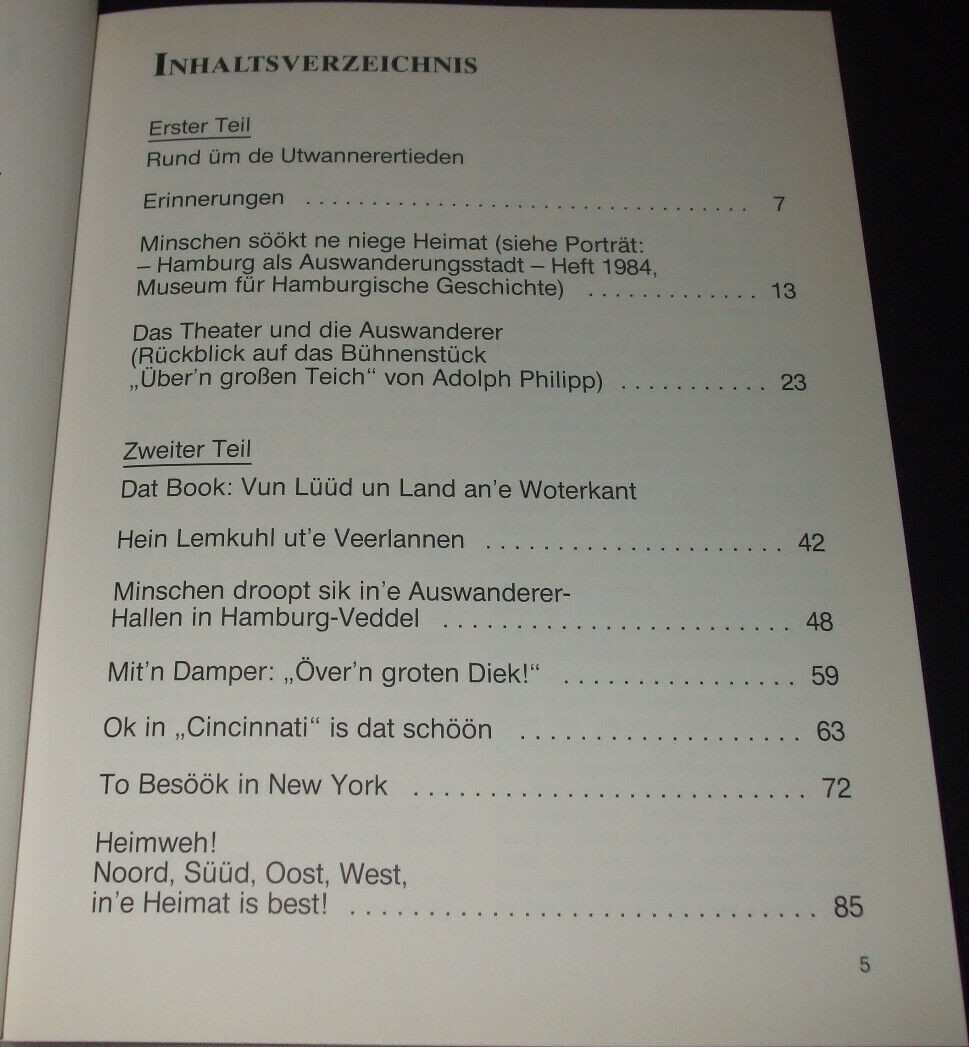 INHALTSVERZEICHNIS
Erster Teil
Rund üm de Utwannerertieden
Erinnerungen . . . . . . . . . . . . . . . . . . . . . . . . . . . . . . . . . . 7
Minschen söökt ne niege Heimat (siehe Porträt:
– Hamburg als Auswanderungsstadt – Heft 1984,
Museum für Hamburgische Geschichte) . . . . . . . . . . . . . 13
Das Theater und die Auswanderer
(Rückblick auf das Bühnenstück
„Über'n großen Teich“ von Adolph Philipp) . . . . . . . . . . . 23
Zweiter Teil
Dat Book: Vun Lüüd un Land an'e Woterkant
Hein Lemkuhl ut'e Veerlannen . . . . . . . . . . . . . . . . . . . . . 42
Minschen droopt sik in'e Auswanderer-
Hallen in Hamburg-Veddel . . . . . . . . . . . . . . . . . . . . . . . . 48
Mit'n Damper: „Över'n groten Diek!“ . . . . . . . . . . . . . . . . 59
Ok in „Cincinnati“ is dat schöön . . . . . . . . . . . . . . . . . . . 63
To Besöök in New York . . . . . . . . . . . . . . . . . . . . . . . . . . 72
Heimweh!
Noord, Süüd, Oost, West,
in'e Heimat is best! . . . . . . . . . . . . . . . . . . . . . . . . . . . . . . 85
5